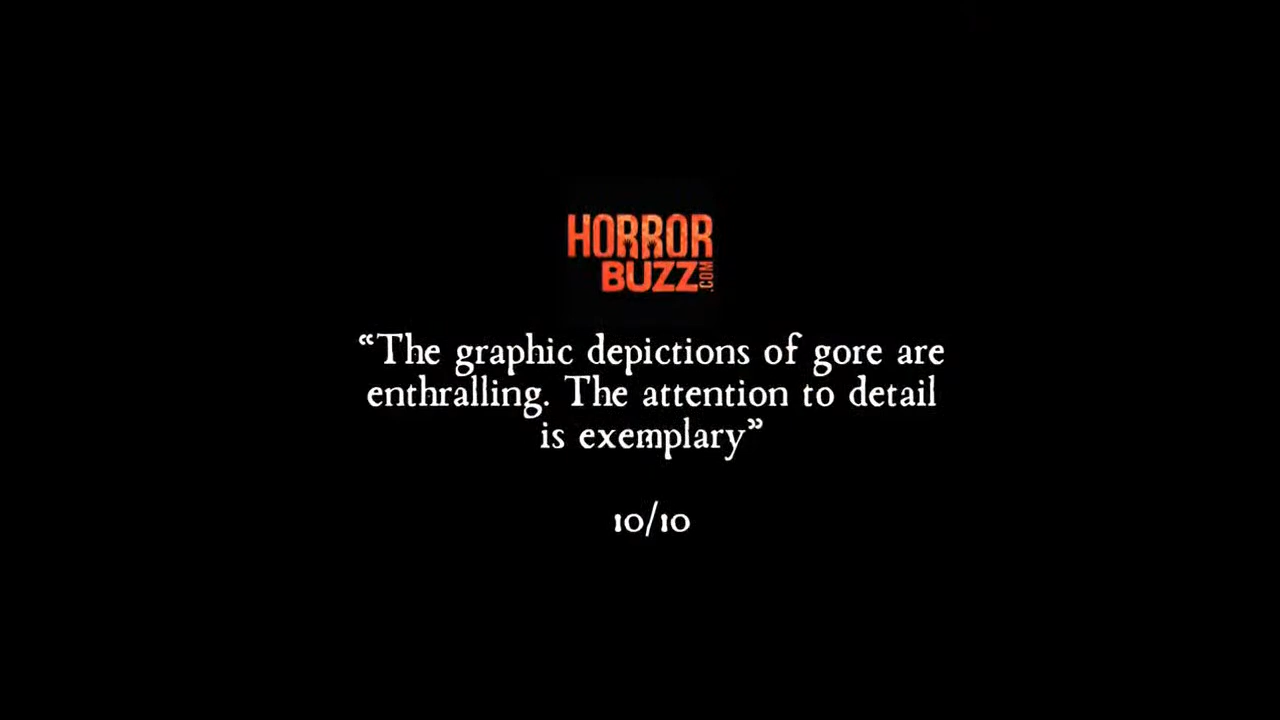 HORROR
BUZZ.COM
“The graphic depictions of gore are
enthralling. The attention to detail
is exemplary”
10/10